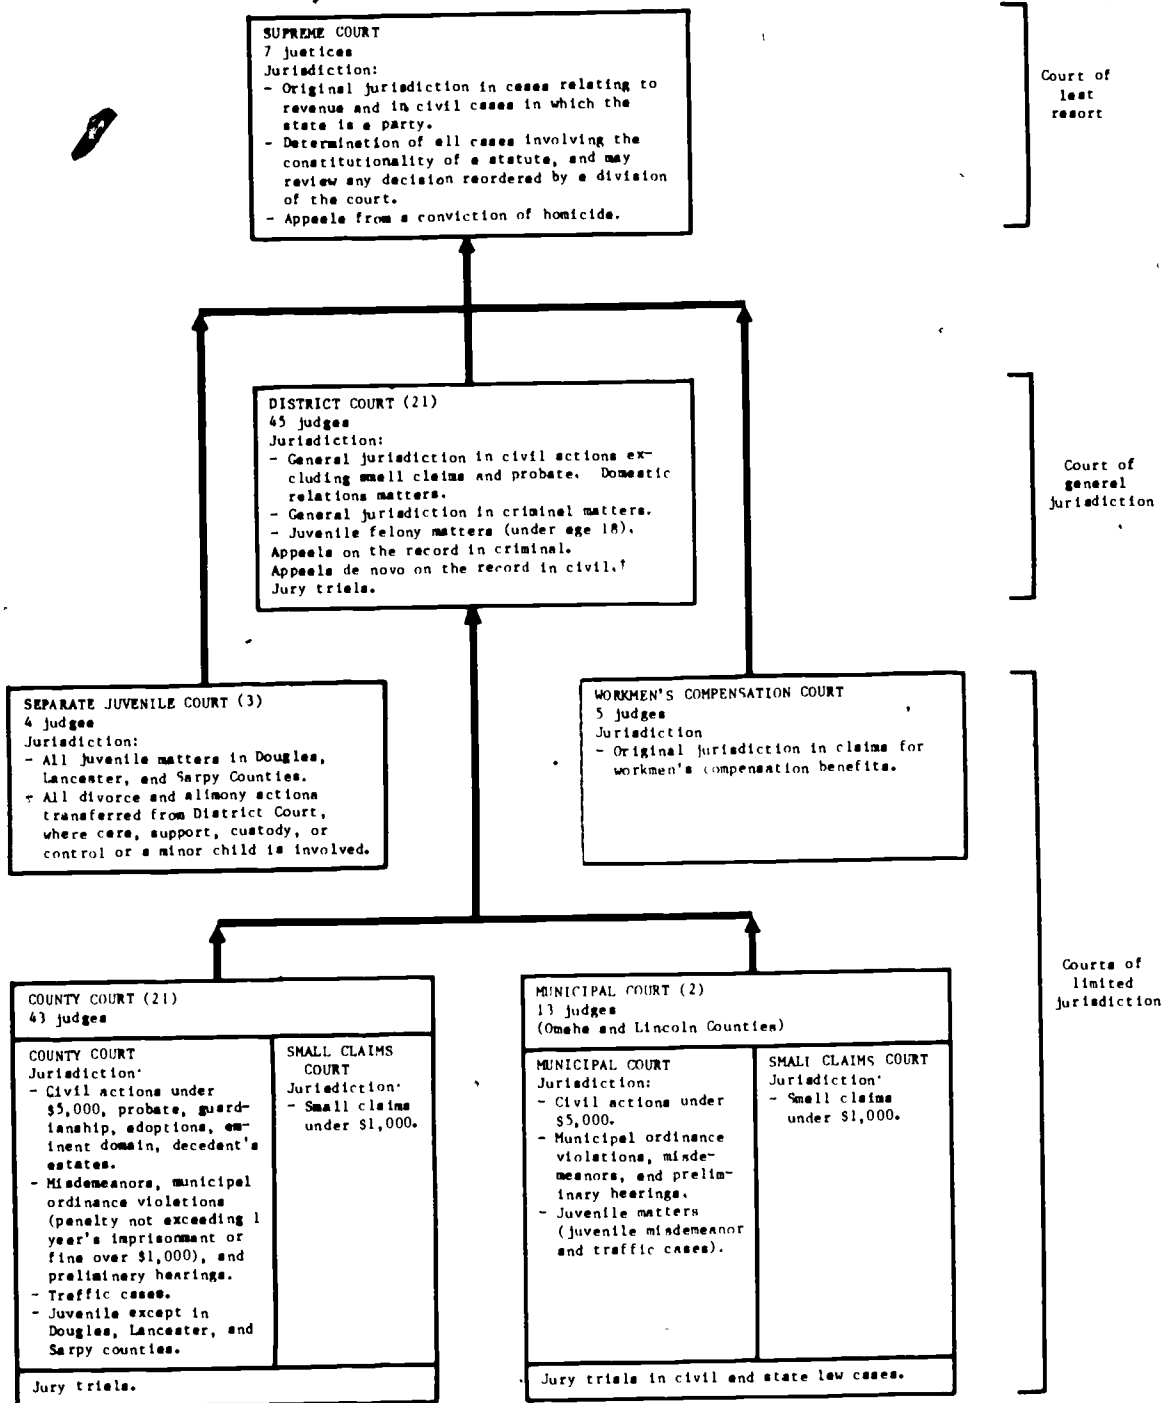 SUPREME COURT
7 justices
Jurisdiction:
- Original jurisdiction in cases relating to
revenue and in civil cases in which the
state is a party.
- Determination of all cases involving the
constitutionality of a statute, and may
review any decision reordered by a division
of the court.
- Appeals from a conviction of homicide.
Court of
last
resort
DISTRICT COURT (21)
45 judges
Jurisdiction:
- General jurisdiction in civil actions ex-
cluding small claims and probate. Domestic
relations matters.
- General jurisdiction in criminal matters.
- Juvenile felony matters (under age 18).
Appeals on the record in criminal.
Appeals de novo on the record in civil.†
Jury trials.
Court of
general
jurisdiction
SEPARATE JUVENILE COURT (3)
4 judges
Jurisdiction:
- All juvenile matters in Douglas,
Lancaster, and Sarpy Counties.
- All divorce and alimony actions
transferred from District Court,
where care, support, custody, or
control or a minor child is involved.
WORKMEN'S COMPENSATION COURT
5 judges
Jurisdiction
- Original jurisdiction in claims for
workmen's compensation benefits.
Courts of
limited
jurisdiction
COUNTY COURT (21)
43 judges
COUNTY COURT
Jurisdiction:
- Civil actions under
$5,000, probate, guard-
ianship, adoptions, em-
inent domain, decedent's
estates.
- Misdemeanors, municipal
ordinance violations
(penalty not exceeding 1
year's imprisonment or
fine over $1,000), and
preliminary hearings.
- Traffic cases.
- Juvenile except in
Douglas, Lancaster, and
Sarpy counties.
SMALL CLAIMS
COURT
Jurisdiction:
- Small claims
under $1,000.
Jury trials.
MUNICIPAL COURT (2)
13 judges
(Omaha and Lincoln Counties)
MUNICIPAL COURT
Jurisdiction:
- Civil actions under
$5,000.
- Municipal ordinance
violations, misde-
meanors, and prelim-
inary hearings.
- Juvenile matters
(juvenile misdemeanor
and traffic cases).
SMALL CLAIMS COURT
Jurisdiction:
- Small claims
under $1,000.
Jury trials in civil and state law cases.